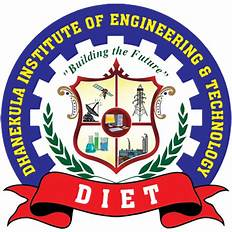 DHANEKULA INSTITUTE OF ENGINEERING & TECHNOLOGY
"Building the Future"
DIET